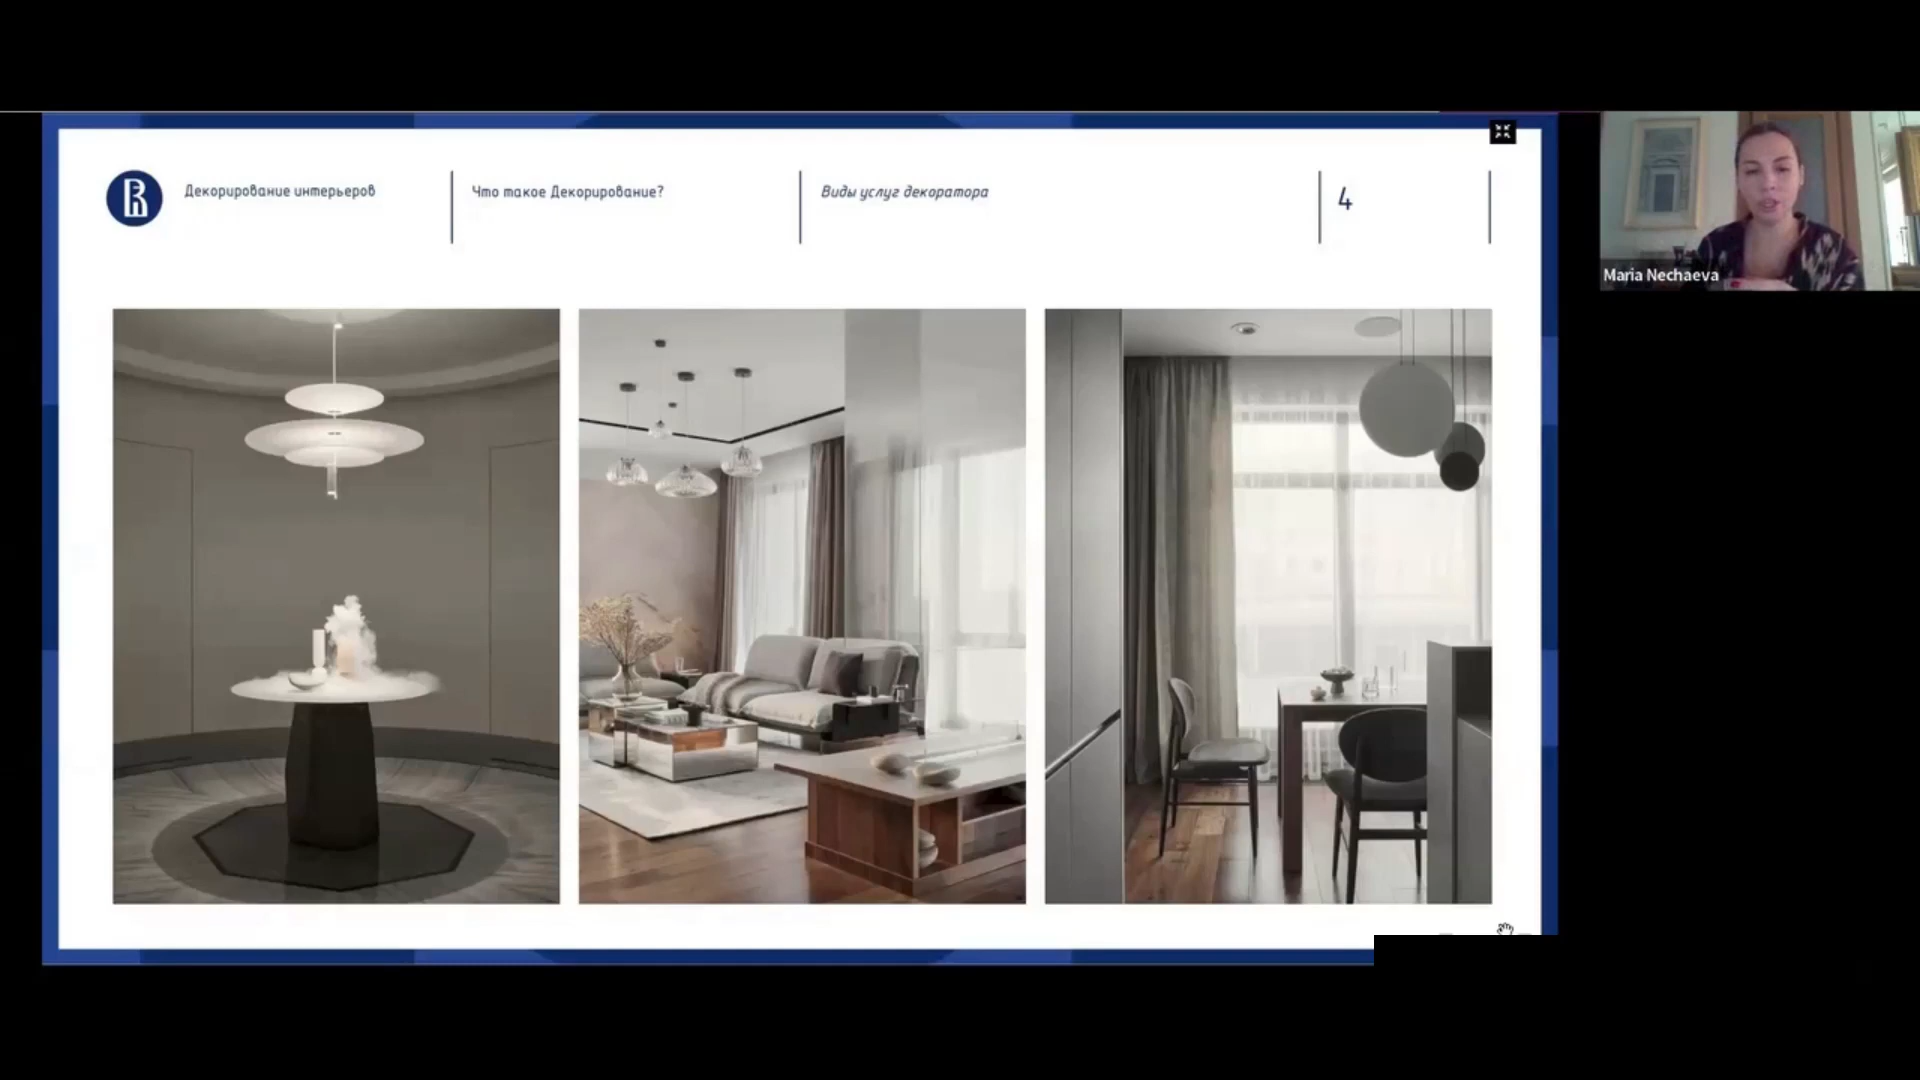 Декорирование интерьеров
Что такое Декорирование?
Виды услуг декоратора
4
Maria Nechaeva